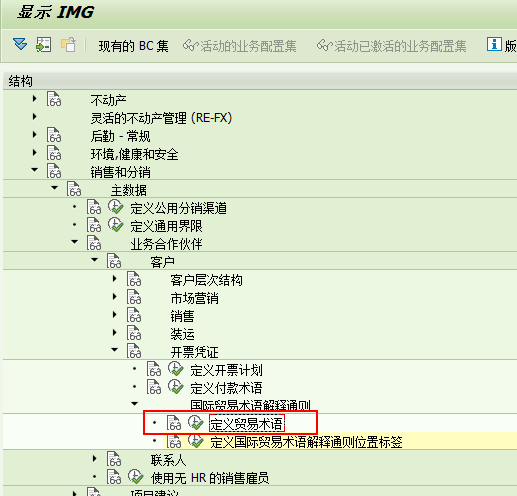 显示 IMG
现有的 BC 集 活动的业务配置集 活动已激活的业务配置集 版
结构
不动产
灵活的不动产管理 (RE-FX)
后勤 - 常规
环境,健康和安全
销售和分销
主数据
定义公用分销渠道
定义通用界限
业务合作伙伴
客户
客户层次结构
市场营销
销售
装运
开票凭证
定义开票计划
定义付款术语
国际贸易术语解释通则
定义贸易术语
定义国际贸易术语解释通则位置标签
联系人
使用无 HR 的销售雇员
项目建议